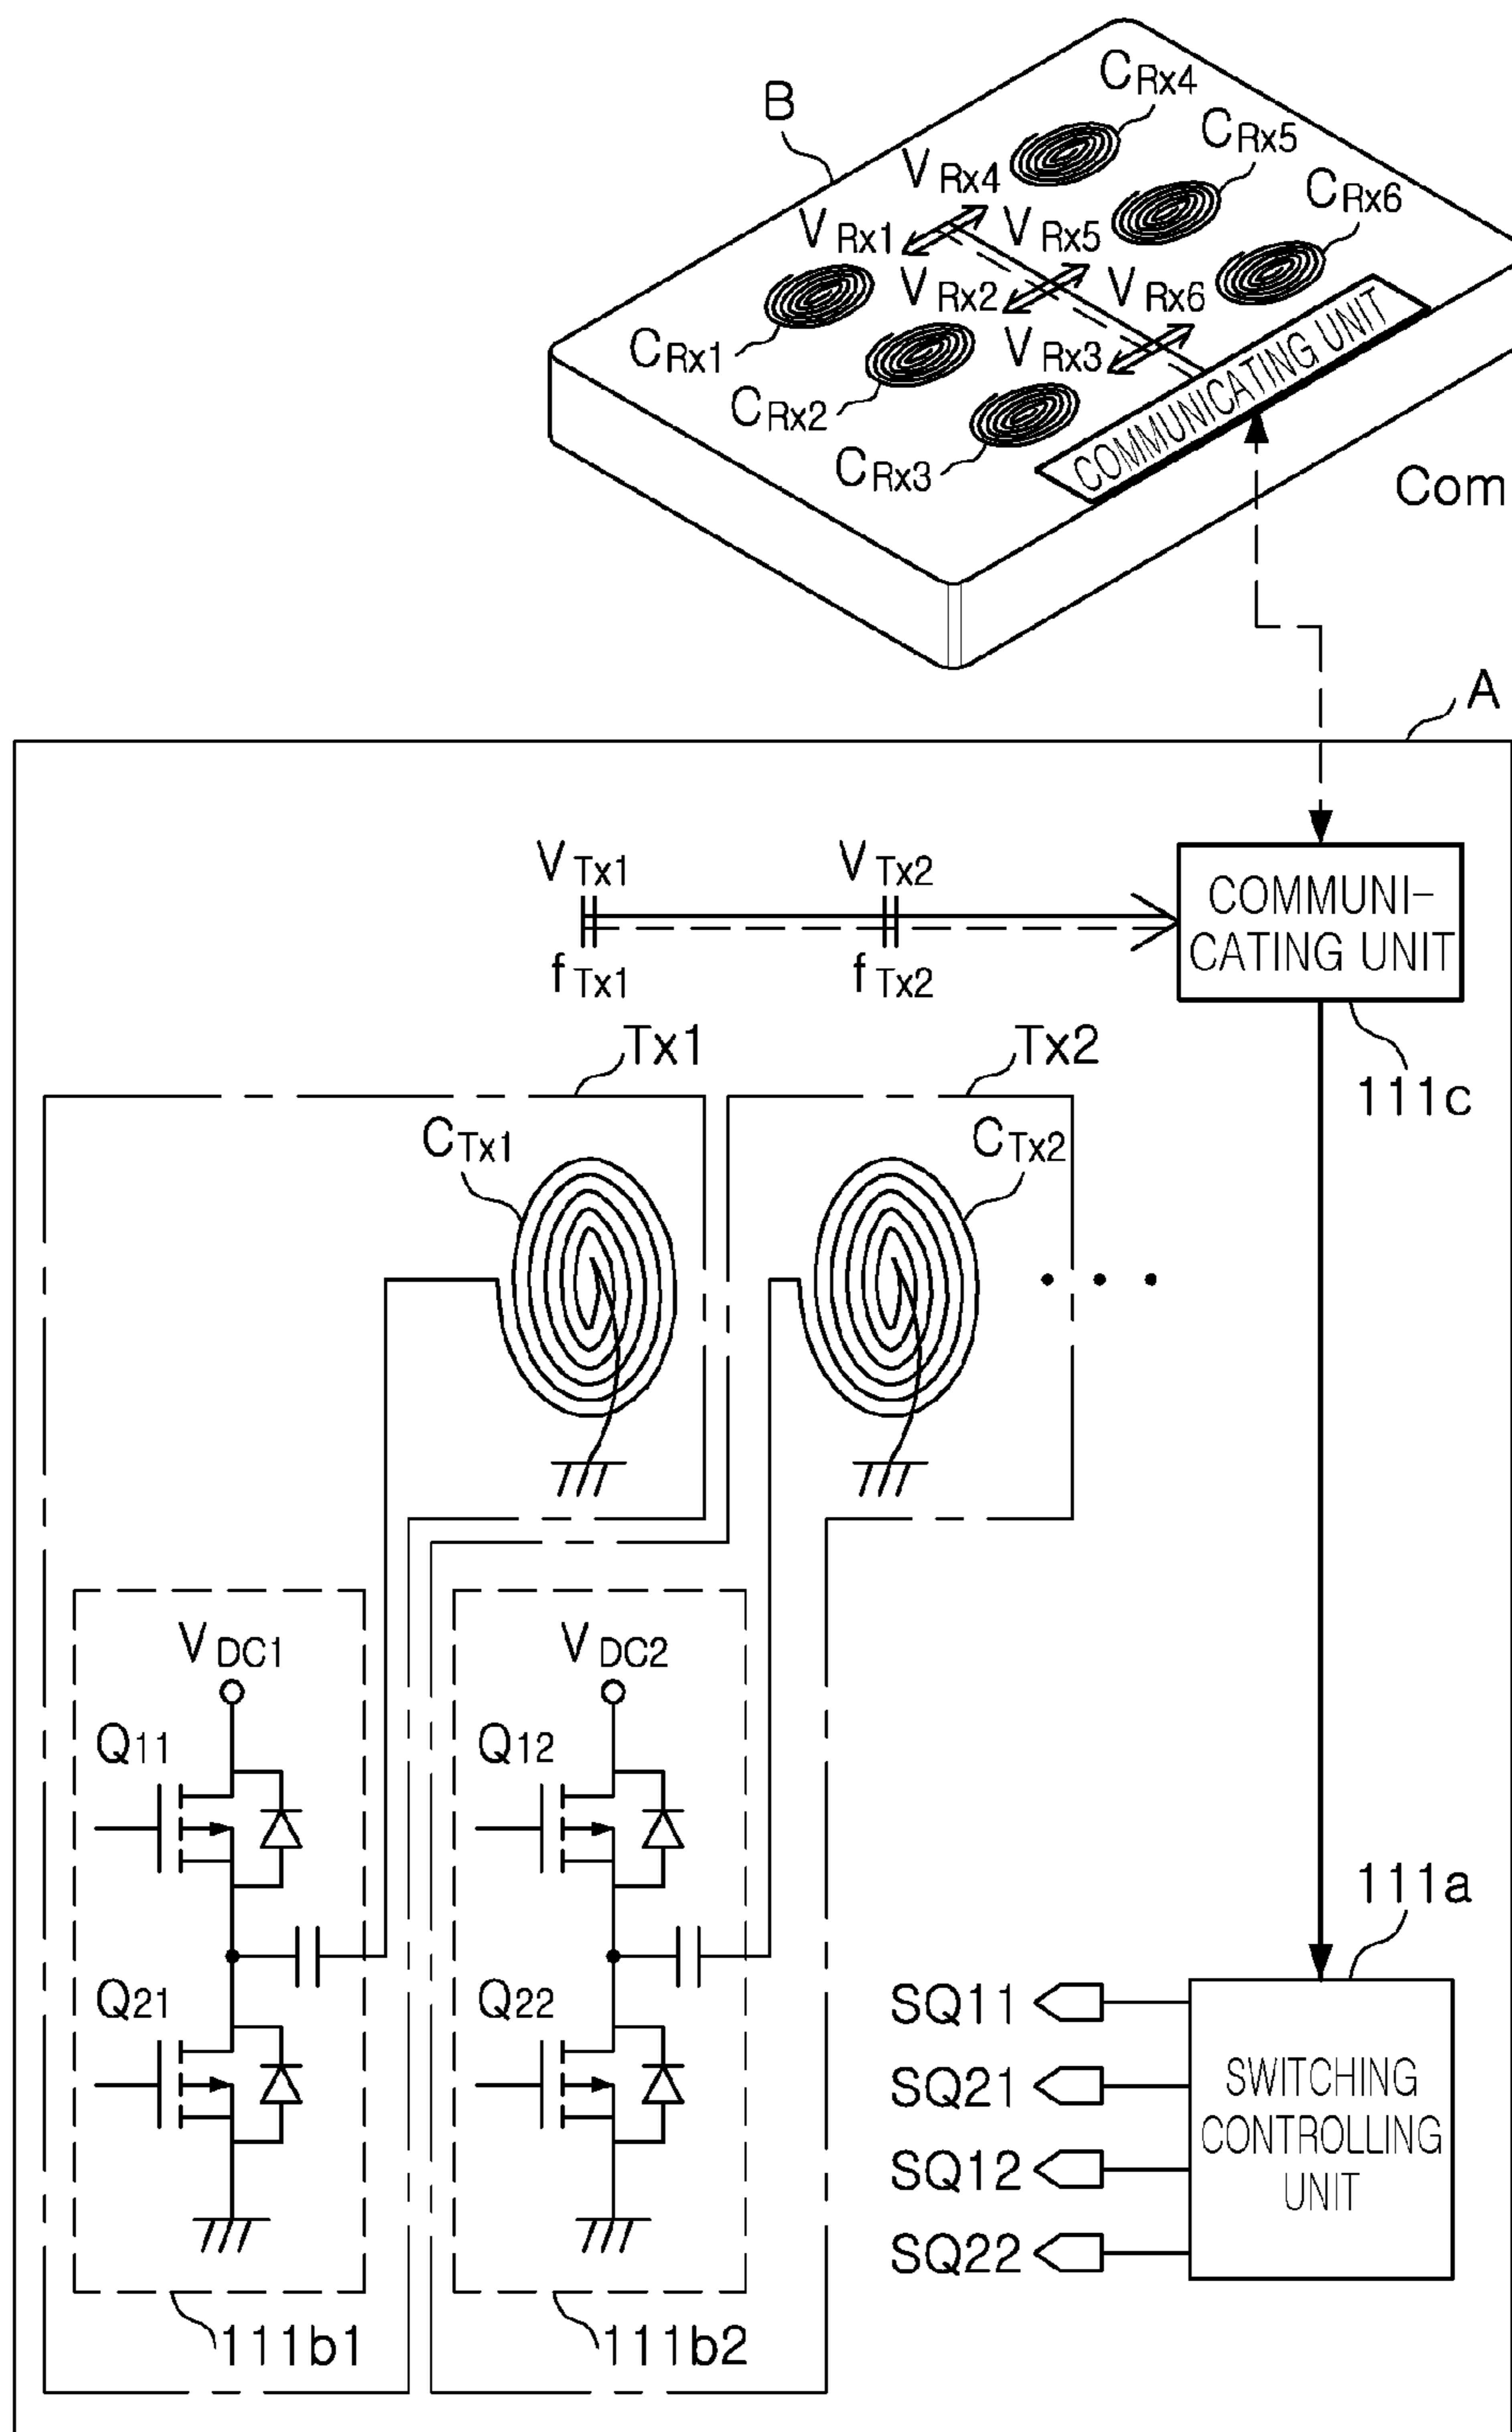 B
CRx4
CRx5
CRx6
VRx4
VRx1
VRx5
VRx2
VRx6
VRx3
CRx1
CRx2
CRx3
COMMUNICATING UNIT
Com
A
VTx1
VTx2
fTx1
fTx2
COMMUNI-
CATING UNIT
111c
Tx1
Tx2
CTx1
CTx2
VDC1
VDC2
Q11
Q12
Q21
Q22
111b1
111b2
111a
SQ11
SQ21
SQ12
SQ22
SWITCHING
CONTROLLING
UNIT